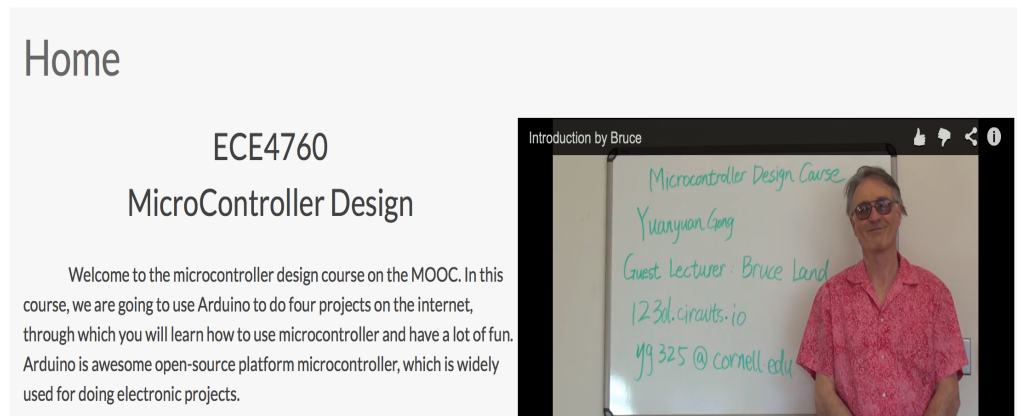 Home
ECE4760
MicroController Design
Welcome to the microcontroller design course on the MOOC. In this
course, we are going to use Arduino to do four projects on the internet,
through which you will learn how to use microcontroller and have a lot of fun.
Arduino is awesome open-source platform microcontroller, which is widely
used for doing electronic projects.
Introduction by Bruce
Microcontroller Design Course
Yuanyuan Gong
Guest Lecturer: Bruce Land
123d.circuits.io
yg325@cornell.edu